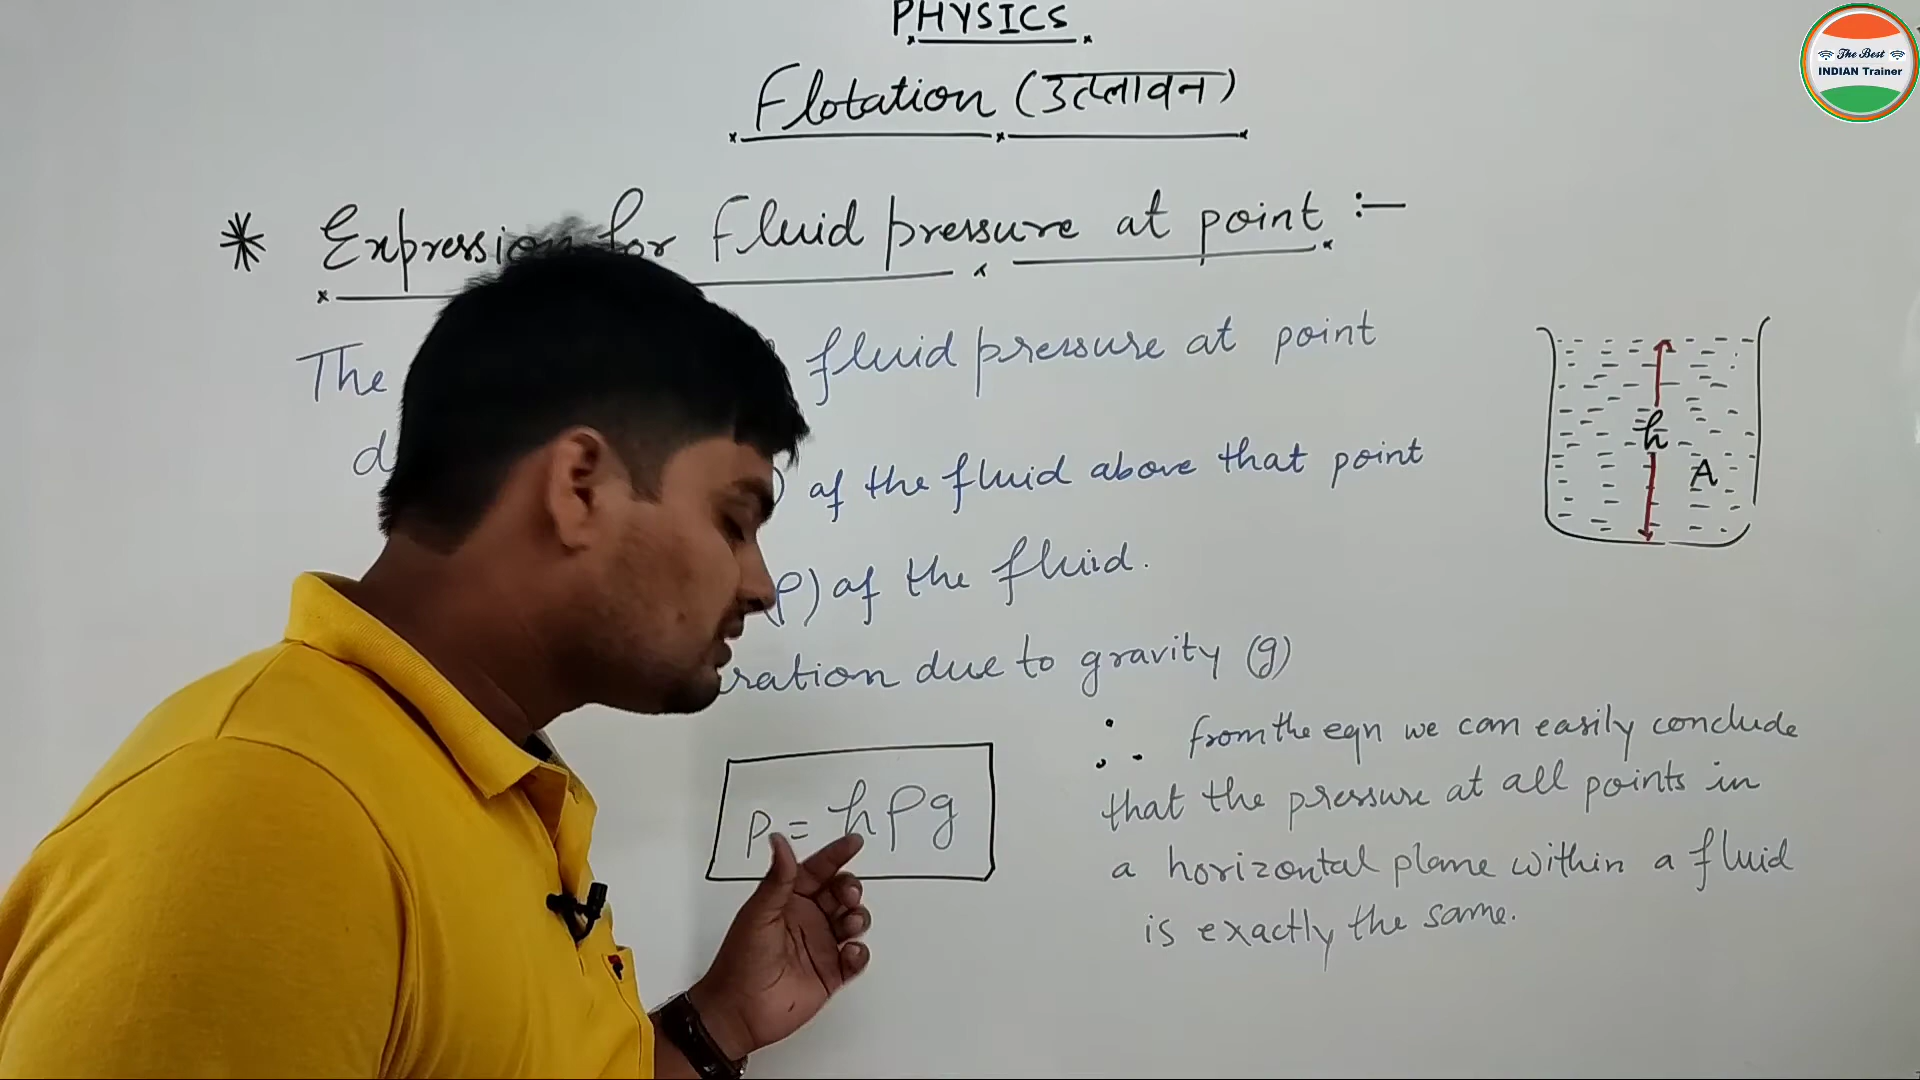 PHYSICS
Flotation (उत्प्लावन)
* Expression for Fluid pressure at point :-
The fluid pressure at point
of the fluid above that point
(ρ) of the fluid.
due to gravity (g)
P = hρg
∴ from the eqn we can easily conclude
that the pressure at all points in
a horizontal plane within a fluid
is exactly the same.
h
A
The Best
INDIAN Trainer